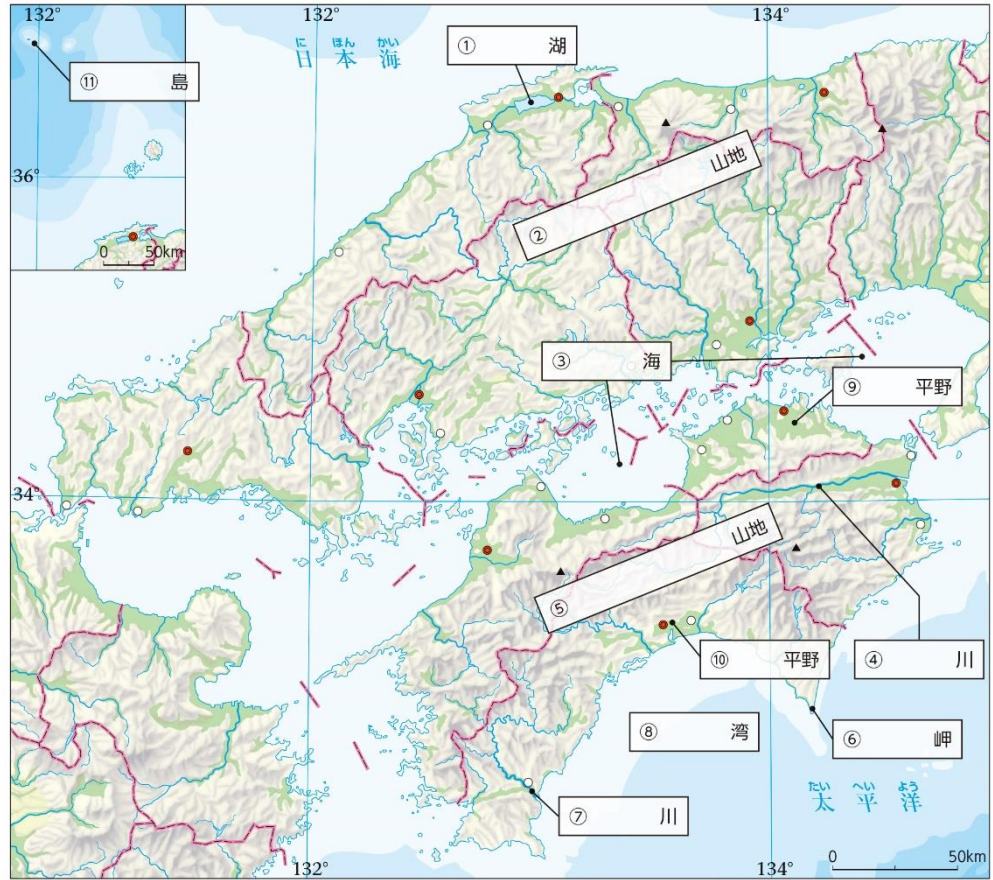 132°
132°
134°
に ほん かい
日本海
① 湖
⑪ 島
② 山地
36°
0 50km
③ 海
⑨ 平野
34°
⑤ 山地
⑩ 平野
④ 川
⑧ 湾
⑥ 岬
たい へい よう
太平洋
⑦ 川
132°
134°
0 50km